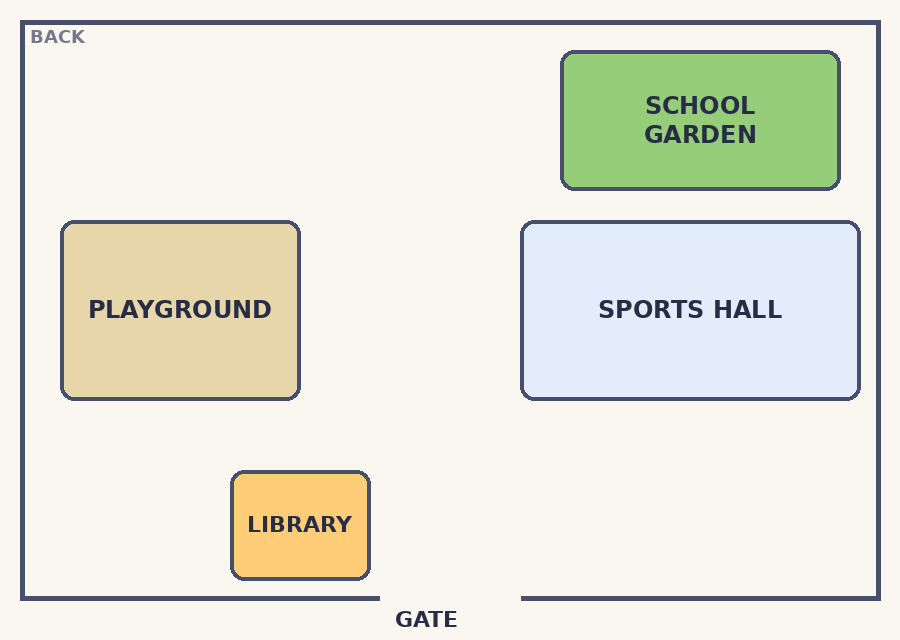 BACK
SCHOOL
GARDEN
PLAYGROUND
SPORTS HALL
LIBRARY
GATE